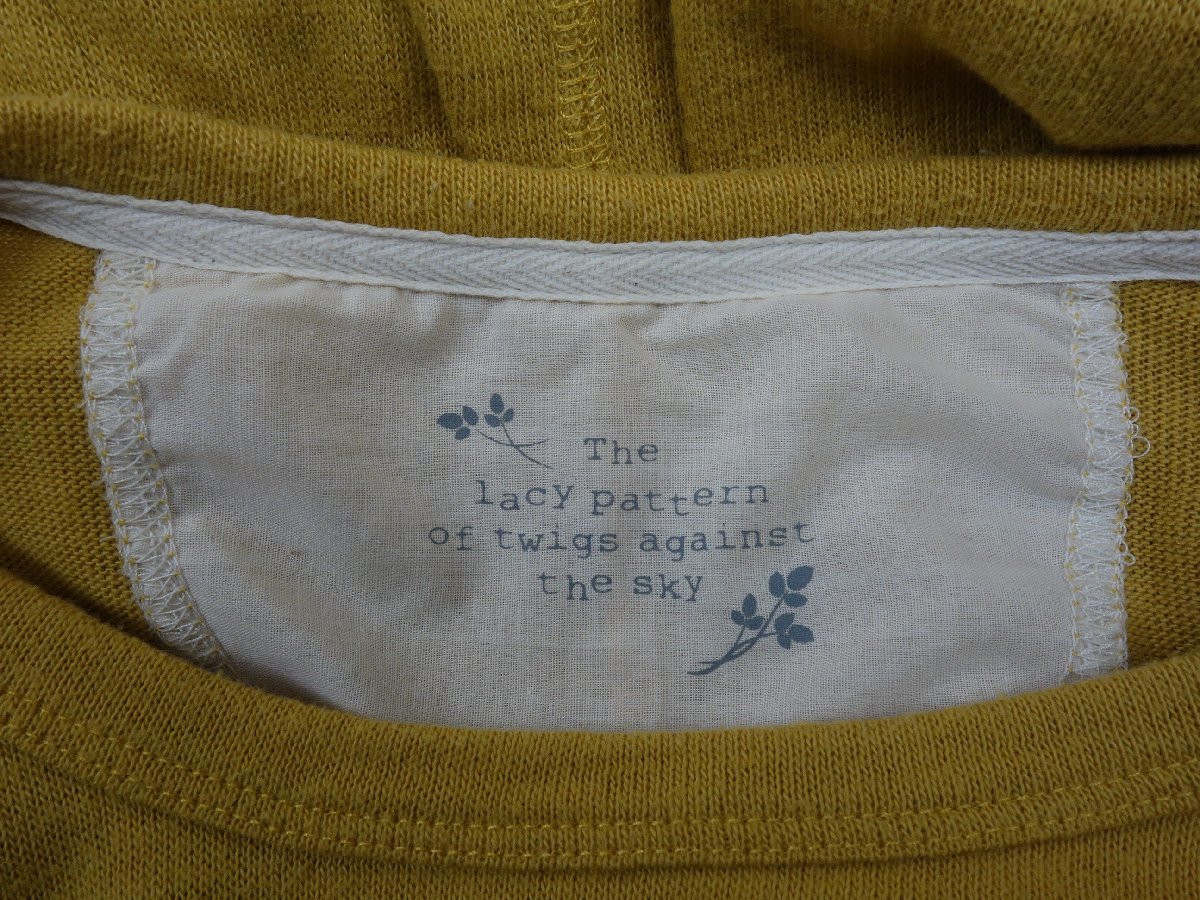 The
lacy pattern
of twigs against
the sky